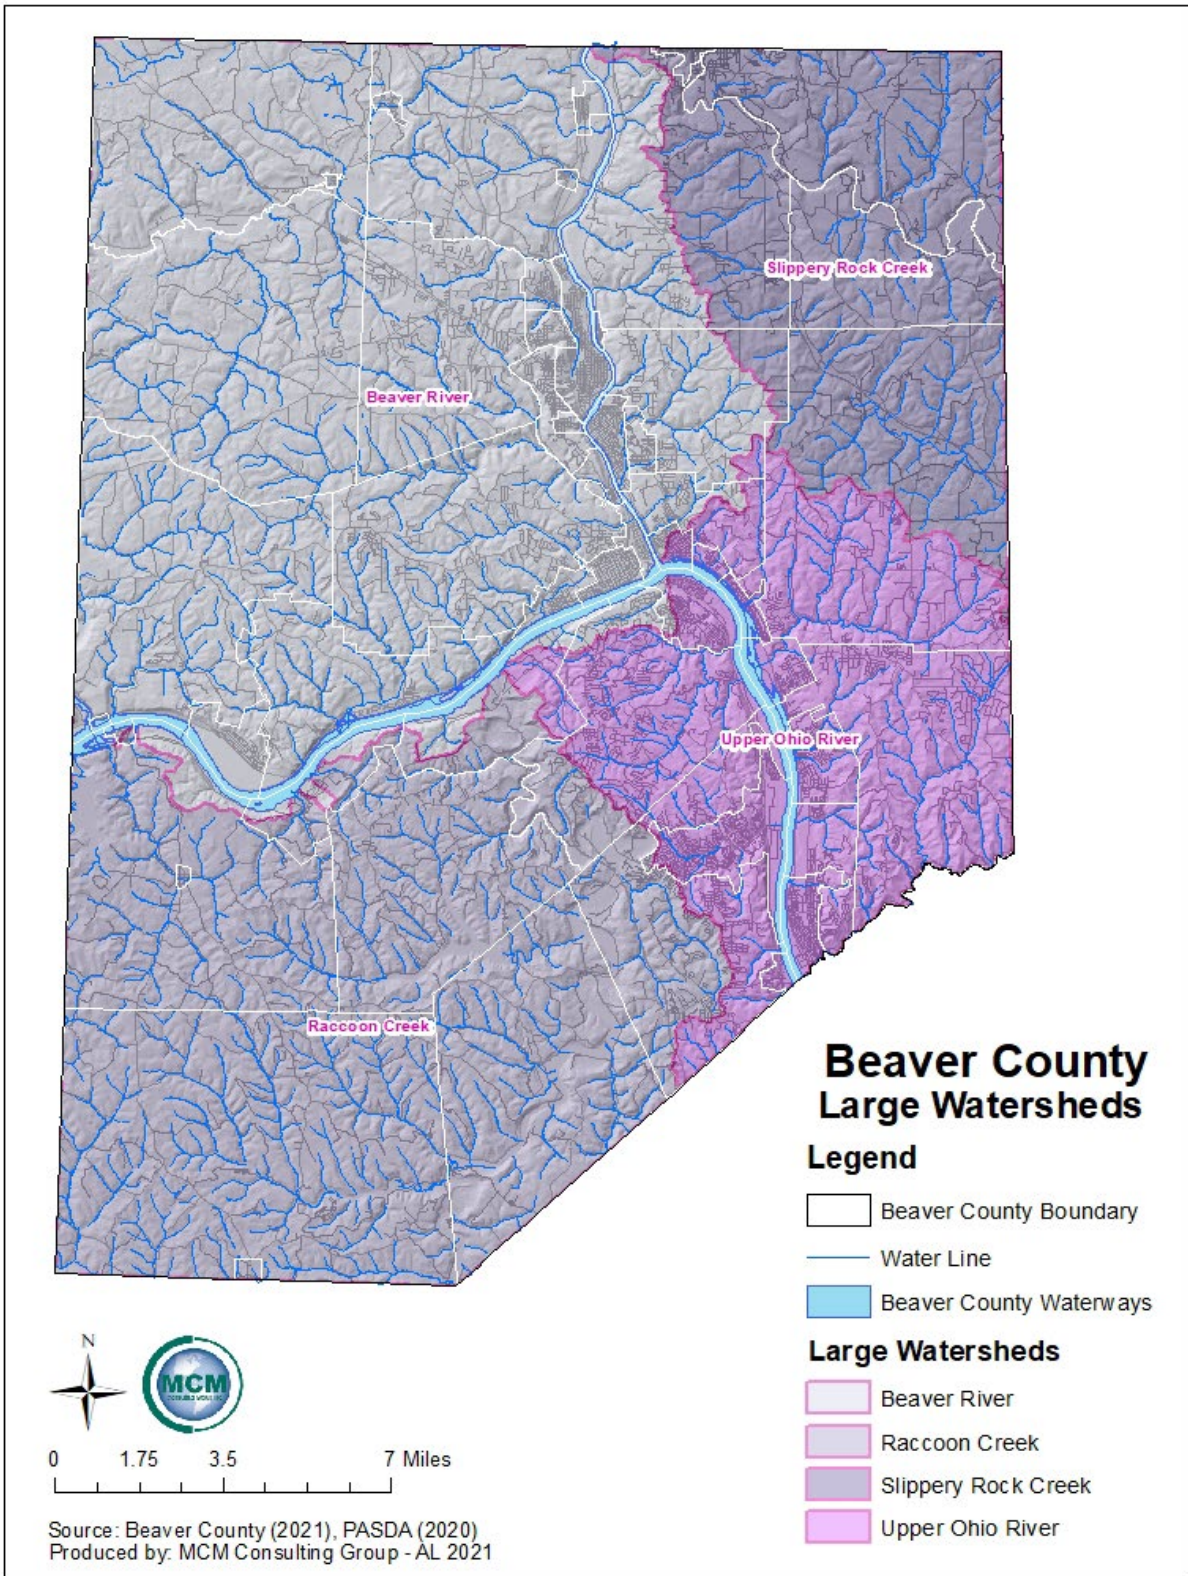 Slippery Rock Creek
Beaver River
Upper Ohio River
Raccoon Creek
Beaver County
Large Watersheds
Legend
Beaver County Boundary
Water Line
Beaver County Waterways
Large Watersheds
Beaver River
Raccoon Creek
Slippery Rock Creek
Upper Ohio River
N
MCM
0 1.75 3.5 7 Miles
Source: Beaver County (2021), PASDA (2020)
Produced by: MCM Consulting Group - AL 2021